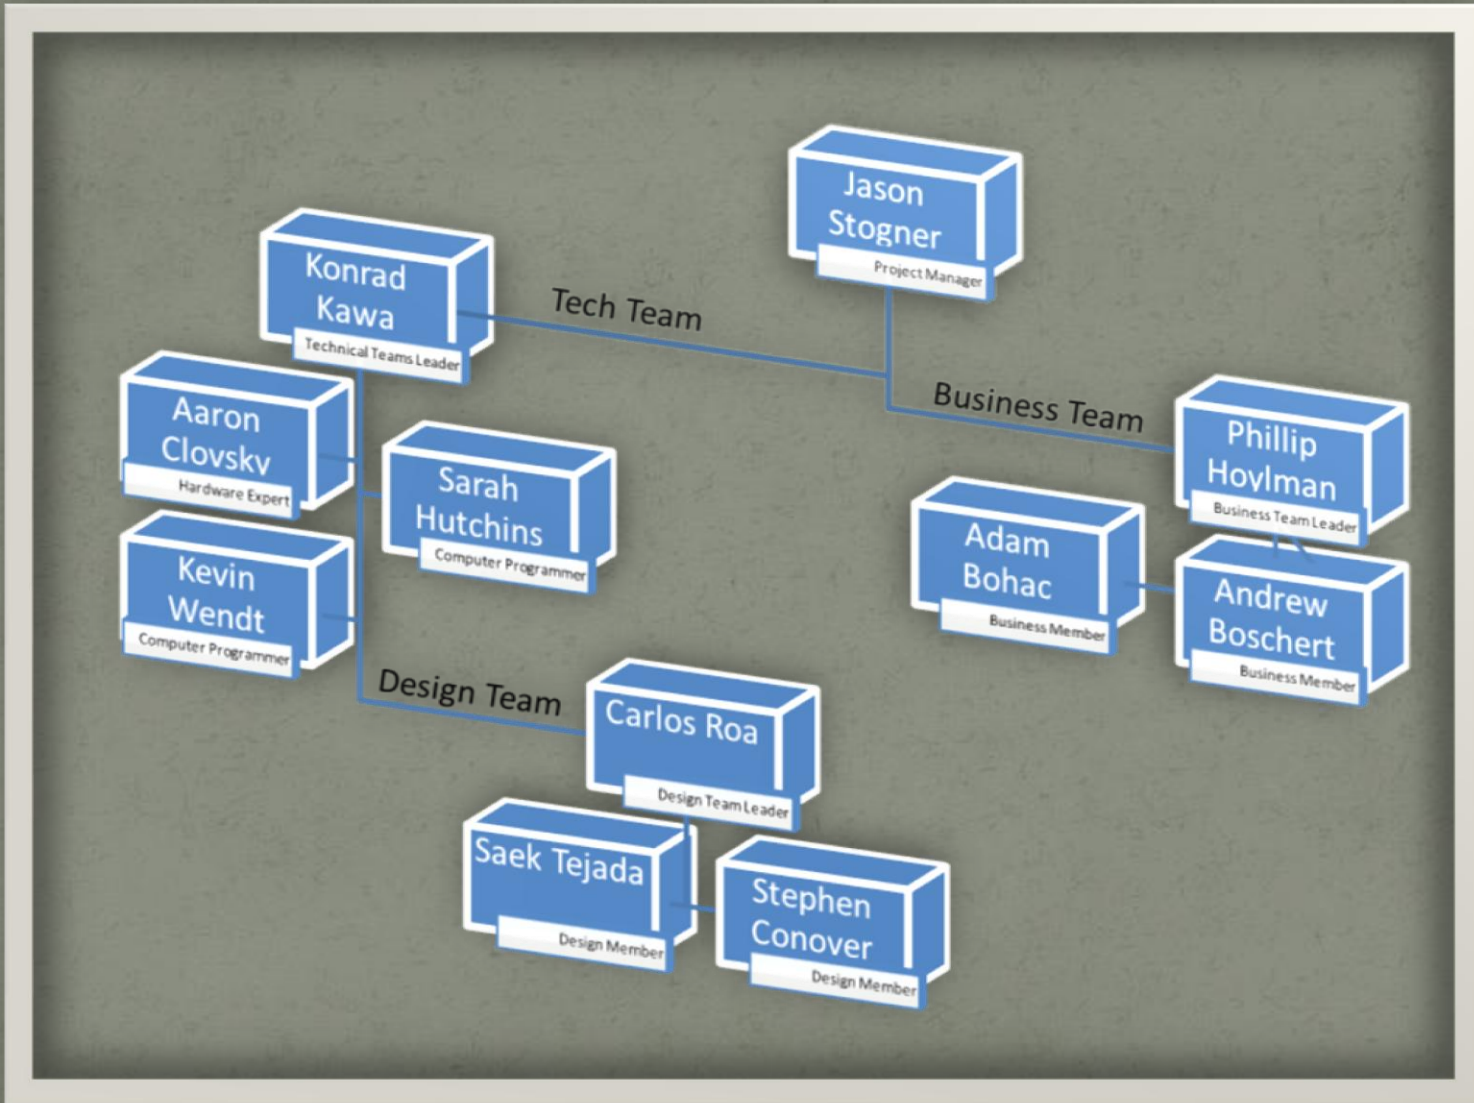 Jason
Stogner
Project Manager
Konrad
Kawa
Technical Teams Leader
Tech Team
Business Team
Aaron
Clovsky
Hardware Expert
Sarah
Hutchins
Computer Programmer
Kevin
Wendt
Computer Programmer
Phillip
Hoylman
Business Team Leader
Adam
Bohac
Business Member
Andrew
Boschert
Business Member
Design Team
Carlos Roa
Design Team Leader
Saek Tejada
Design Member
Stephen
Conover
Design Member